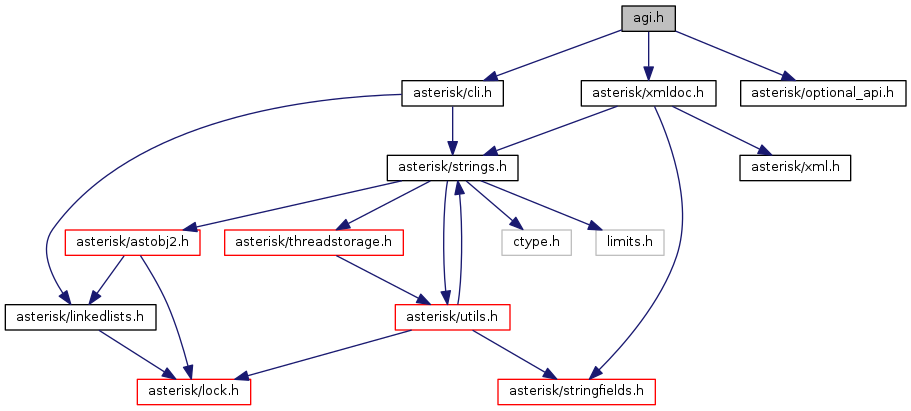 agi.h
asterisk/cli.h
asterisk/xmldoc.h
asterisk/optional_api.h
asterisk/strings.h
asterisk/xml.h
asterisk/astobj2.h
asterisk/threadstorage.h
ctype.h
limits.h
asterisk/linkedlists.h
asterisk/utils.h
asterisk/lock.h
asterisk/stringfields.h